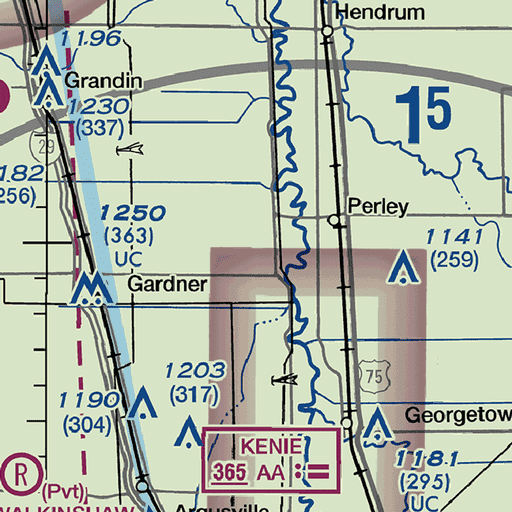 Hendrum
1196
Grandin
1230
(337)
15
29
182
256)
Perley
1250
(363)
UC
1141
(259)
Gardner
1203
(317)
75
1190
(304)
Georgetow
KENIE
365 AA
1181
(295)
UC
R
(Pvt)
WALKINSHAW
Argusville